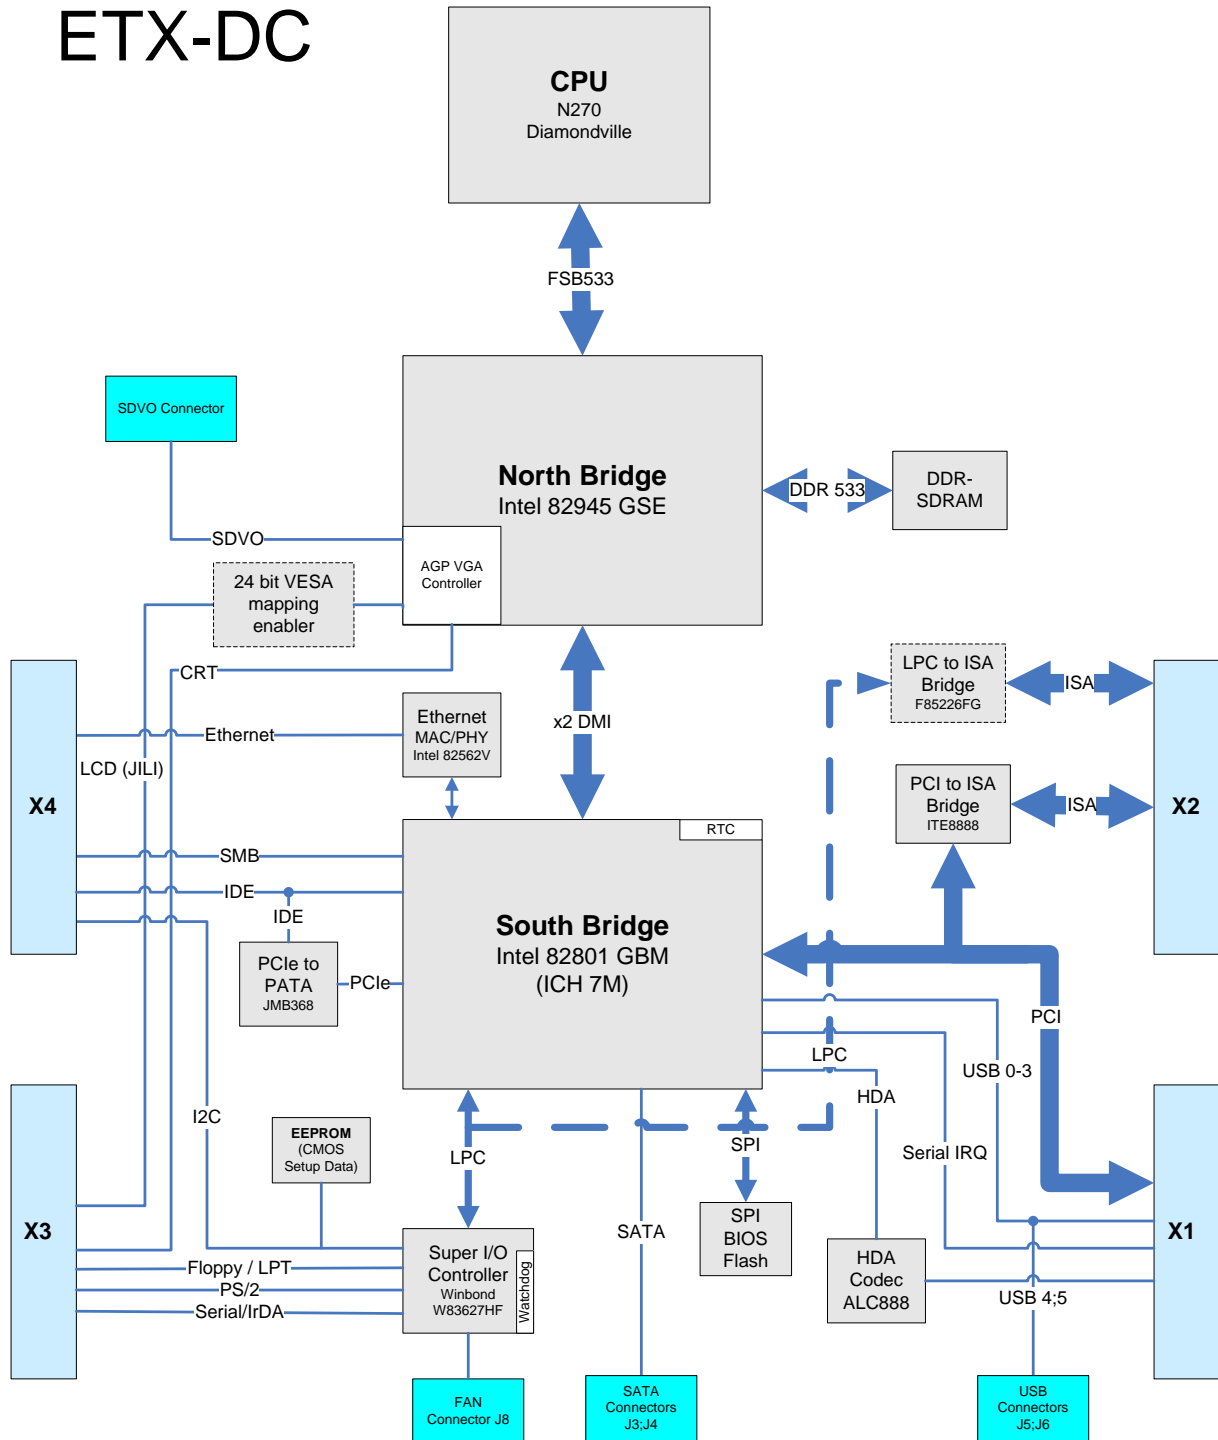 ETX-DC
CPU
N270
Diamondville
FSB533
SDVO Connector
North Bridge
Intel 82945 GSE
DDR 533
DDR-
SDRAM
SDVO
AGP VGA
Controller
24 bit VESA
mapping
enabler
CRT
LPC to ISA
Bridge
F85226FG
ISA
Ethernet
Ethernet
MAC/PHY
Intel 82562V
x2 DMI
LCD (JILI)
X4
PCI to ISA
Bridge
ITE8888
ISA
X2
RTC
SMB
IDE
IDE
South Bridge
Intel 82801 GBM
(ICH 7M)
PCIe to
PATA
JMB368
PCIe
PCI
LPC
USB 0-3
HDA
I2C
EEPROM
(CMOS
Setup Data)
LPC
SPI
Serial IRQ
X3
SATA
SPI
BIOS
Flash
X1
Super I/O
Controller
Winbond
W83627HF
Watchdog
Floppy / LPT
PS/2
Serial/IrDA
HDA
Codec
ALC888
USB 4;5
FAN
Connector J8
SATA
Connectors
J3;J4
USB
Connectors
J5;J6